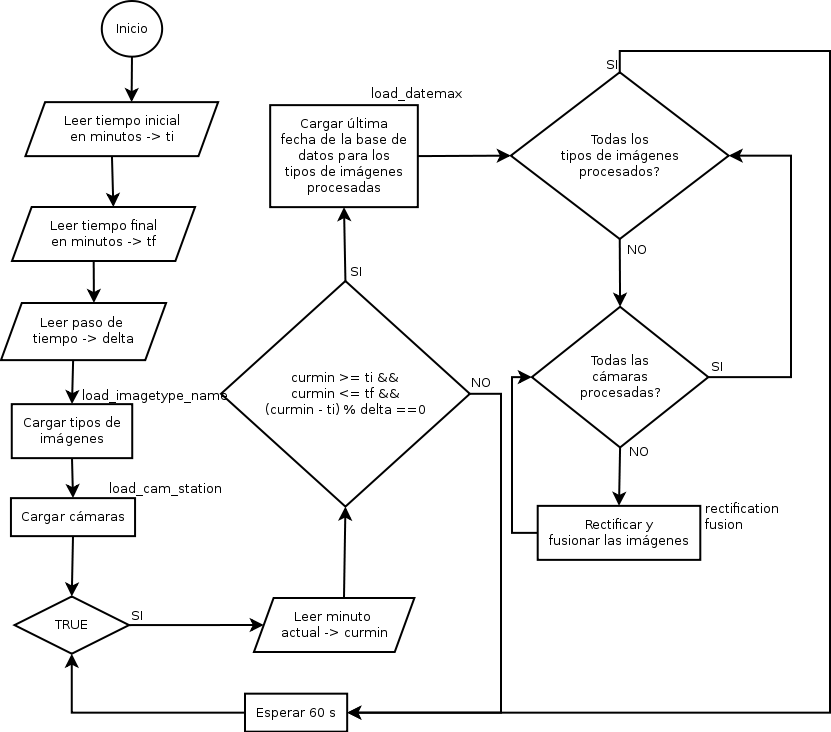 Inicio
Leer tiempo inicial
en minutos -> ti
Leer tiempo final
en minutos -> tf
Leer paso de
tiempo -> delta
load_imagetype_name
Cargar tipos de
imágenes
load_cam_station
Cargar cámaras
TRUE
SI
Leer minuto
actual -> curmin
curmin >= ti &&
curmin <= tf &&
(curmin - ti) % delta ==0
NO
SI
load_datemax
Cargar última
fecha de la base de
datos para los
tipos de imágenes
procesadas
SI
Todas los
tipos de imágenes
procesados?
NO
Todas las
cámaras
procesadas?
SI
NO
Rectificar y
fusionar las imágenes
rectification
fusion
Esperar 60 s